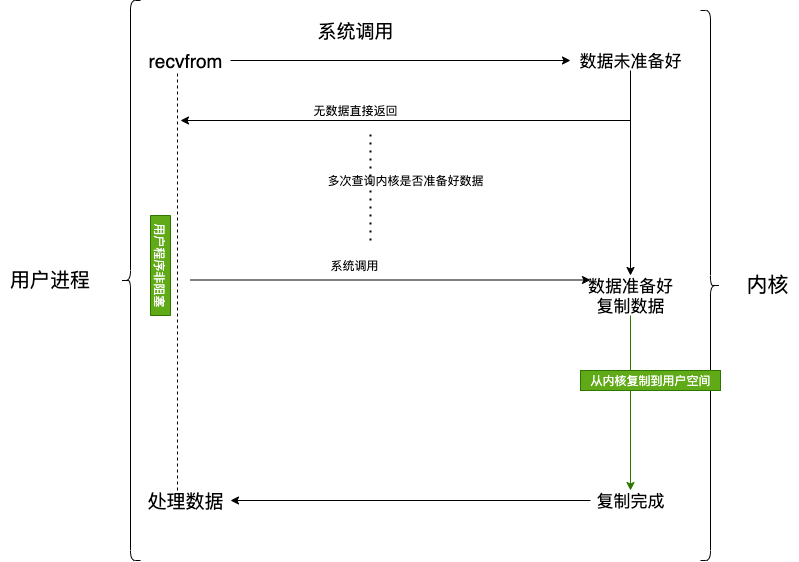 系统调用
recvfrom
数据未准备好
无数据直接返回
多次查询内核是否准备好数据
用户程序非阻塞
系统调用
用户进程
数据准备好
复制数据
内核
从内核复制到用户空间
处理数据
复制完成